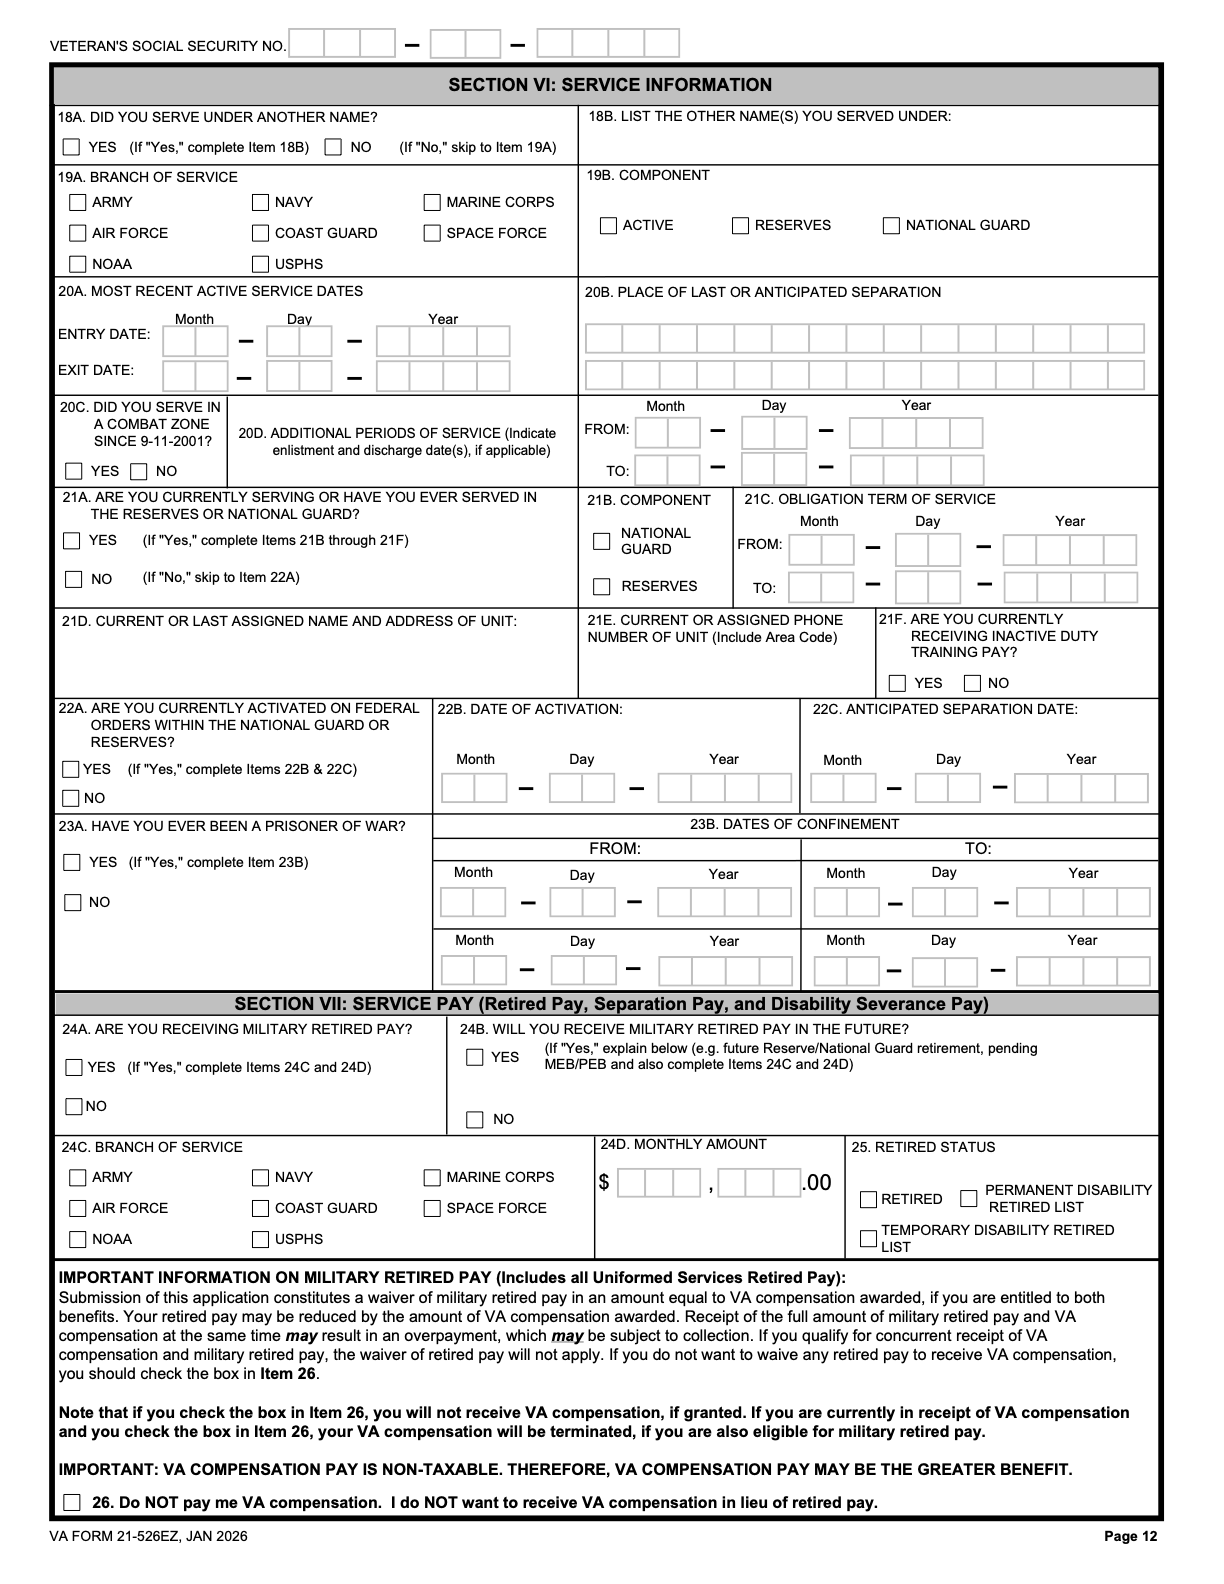 VETERAN'S SOCIAL SECURITY NO. – –
SECTION VI: SERVICE INFORMATION
18A. DID YOU SERVE UNDER ANOTHER NAME?
YES (If "Yes," complete Item 18B) NO (If "No," skip to Item 19A)
18B. LIST THE OTHER NAME(S) YOU SERVED UNDER:
19A. BRANCH OF SERVICE
ARMY NAVY MARINE CORPS
AIR FORCE COAST GUARD SPACE FORCE
NOAA USPHS
19B. COMPONENT
ACTIVE RESERVES NATIONAL GUARD
20A. MOST RECENT ACTIVE SERVICE DATES
Month Day Year
ENTRY DATE: – –
EXIT DATE: – –
20B. PLACE OF LAST OR ANTICIPATED SEPARATION
20C. DID YOU SERVE IN
A COMBAT ZONE
SINCE 9-11-2001?
YES NO
20D. ADDITIONAL PERIODS OF SERVICE (Indicate
enlistment and discharge date(s), if applicable)
Month Day Year
FROM: – –
TO: – –
21A. ARE YOU CURRENTLY SERVING OR HAVE YOU EVER SERVED IN
THE RESERVES OR NATIONAL GUARD?
YES (If "Yes," complete Items 21B through 21F)
NO (If "No," skip to Item 22A)
21B. COMPONENT
NATIONAL
GUARD
RESERVES
21C. OBLIGATION TERM OF SERVICE
Month Day Year
FROM: – –
TO: – –
21D. CURRENT OR LAST ASSIGNED NAME AND ADDRESS OF UNIT:
21E. CURRENT OR ASSIGNED PHONE
NUMBER OF UNIT (Include Area Code)
21F. ARE YOU CURRENTLY
RECEIVING INACTIVE DUTY
TRAINING PAY?
YES NO
22A. ARE YOU CURRENTLY ACTIVATED ON FEDERAL
ORDERS WITHIN THE NATIONAL GUARD OR
RESERVES?
YES (If "Yes," complete Items 22B & 22C)
NO
22B. DATE OF ACTIVATION:
Month Day Year
– –
22C. ANTICIPATED SEPARATION DATE:
Month Day Year
– –
23A. HAVE YOU EVER BEEN A PRISONER OF WAR?
YES (If "Yes," complete Item 23B)
NO
23B. DATES OF CONFINEMENT
FROM: TO:
Month Day Year Month Day Year
– – – –
Month Day Year Month Day Year
– – – –
SECTION VII: SERVICE PAY (Retired Pay, Separation Pay, and Disability Severance Pay)
24A. ARE YOU RECEIVING MILITARY RETIRED PAY?
YES (If "Yes," complete Items 24C and 24D)
NO
24B. WILL YOU RECEIVE MILITARY RETIRED PAY IN THE FUTURE?
YES (If "Yes," explain below (e.g. future Reserve/National Guard retirement, pending
MEB/PEB and also complete Items 24C and 24D)
NO
24C. BRANCH OF SERVICE
ARMY NAVY MARINE CORPS
AIR FORCE COAST GUARD SPACE FORCE
NOAA USPHS
24D. MONTHLY AMOUNT
$ , .00
25. RETIRED STATUS
RETIRED PERMANENT DISABILITY
RETIRED LIST
TEMPORARY DISABILITY RETIRED
LIST
IMPORTANT INFORMATION ON MILITARY RETIRED PAY (Includes all Uniformed Services Retired Pay):
Submission of this application constitutes a waiver of military retired pay in an amount equal to VA compensation awarded, if you are entitled to both
benefits. Your retired pay may be reduced by the amount of VA compensation awarded. Receipt of the full amount of military retired pay and VA
compensation at the same time may result in an overpayment, which may be subject to collection. If you qualify for concurrent receipt of VA
compensation and military retired pay, the waiver of retired pay will not apply. If you do not want to waive any retired pay to receive VA compensation,
you should check the box in Item 26.
Note that if you check the box in Item 26, you will not receive VA compensation, if granted. If you are currently in receipt of VA compensation
and you check the box in Item 26, your VA compensation will be terminated, if you are also eligible for military retired pay.
IMPORTANT: VA COMPENSATION PAY IS NON-TAXABLE. THEREFORE, VA COMPENSATION PAY MAY BE THE GREATER BENEFIT.
26. Do NOT pay me VA compensation. I do NOT want to receive VA compensation in lieu of retired pay.
VA FORM 21-526EZ, JAN 2026 Page 12